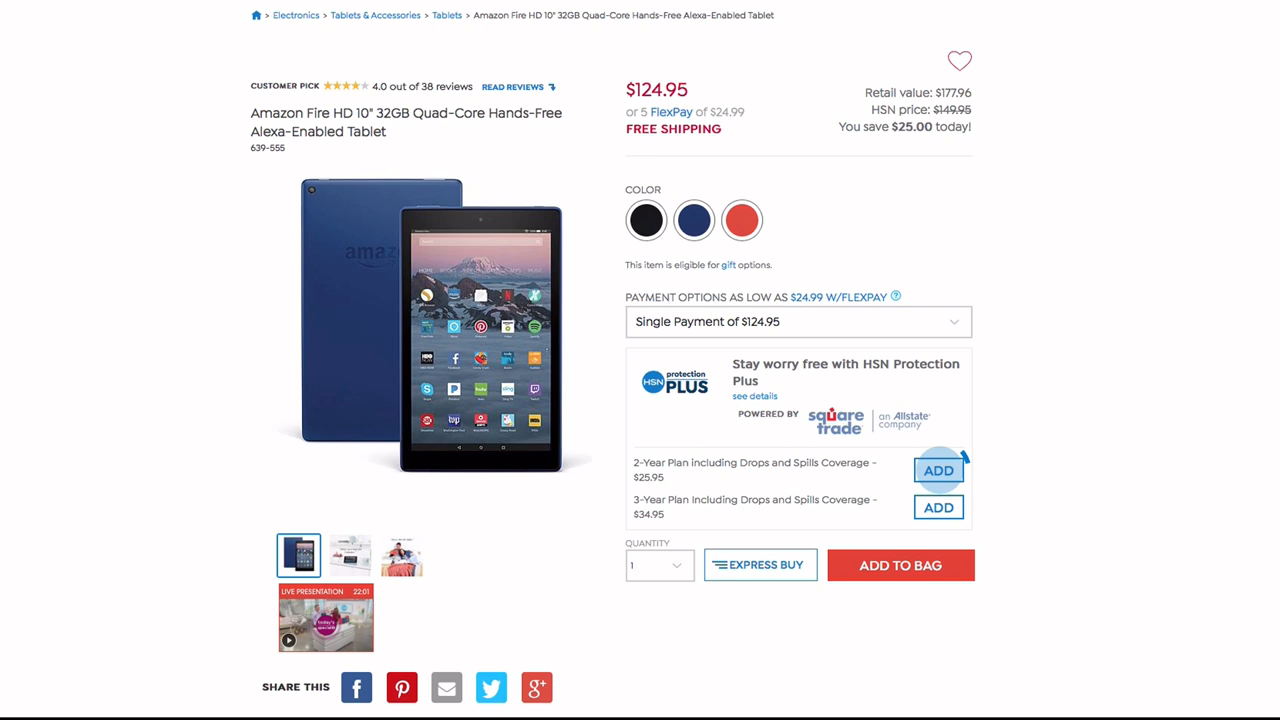 > Electronics > Tablets & Accessories > Tablets > Amazon Fire HD 10" 32GB Quad-Core Hands-Free Alexa-Enabled Tablet
CUSTOMER PICK 4.0 out of 38 reviews READ REVIEWS
Amazon Fire HD 10" 32GB Quad-Core Hands-Free
Alexa-Enabled Tablet
639-555
$124.95
or 5 FlexPay of $24.99
FREE SHIPPING
Retail value: $177.96
HSN price: $149.95
You save $25.00 today!
COLOR
This item is eligible for gift options.
PAYMENT OPTIONS AS LOW AS $24.99 W/FLEXPAY ?
Single Payment of $124.95
HSN protection PLUS
Stay worry free with HSN Protection
Plus
see details
POWERED BY square trade an Allstate company
2-Year Plan including Drops and Spills Coverage -
$25.95
ADD
3-Year Plan Including Drops and Spills Coverage -
$34.95
ADD
QUANTITY
1
EXPRESS BUY
ADD TO BAG
LIVE PRESENTATION 22:01
SHARE THIS